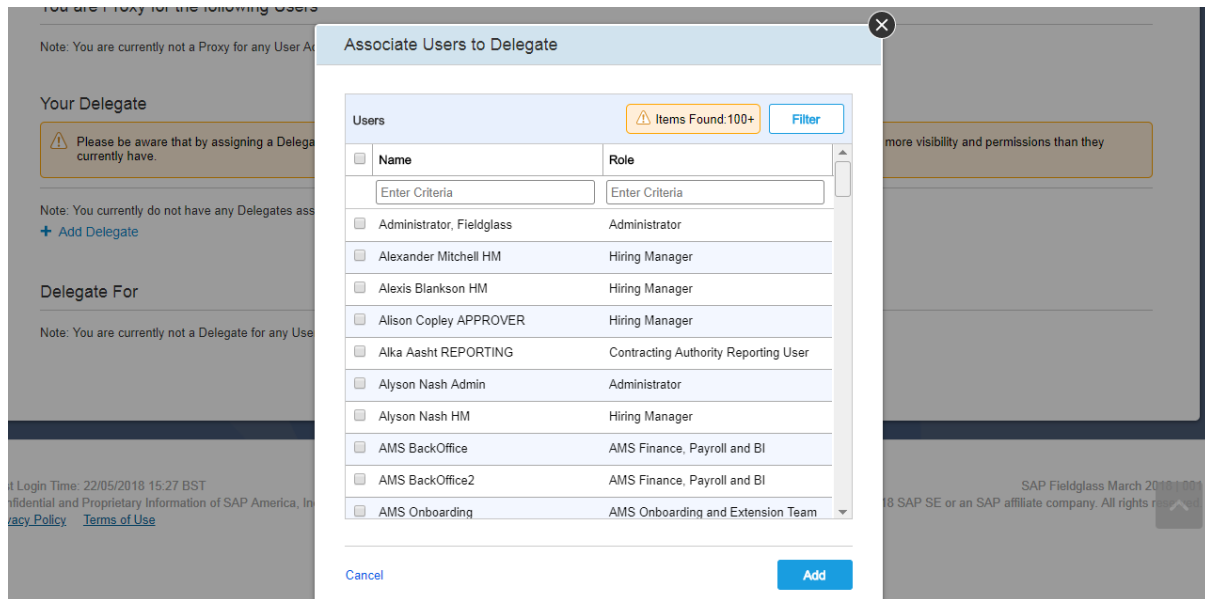 You are Proxy for the following Users
Note: You are currently not a Proxy for any User Ac
Your Delegate
Please be aware that by assigning a Delega
more visibility and permissions than they
currently have.
Note: You currently do not have any Delegates ass
+ Add Delegate
Delegate For
Note: You are currently not a Delegate for any Use
Associate Users to Delegate
Users
Items Found:100+
Filter
Name Role
Enter Criteria Enter Criteria
Administrator, Fieldglass Administrator
Alexander Mitchell HM Hiring Manager
Alexis Blankson HM Hiring Manager
Alison Copley APPROVER Hiring Manager
Alka Aasht REPORTING Contracting Authority Reporting User
Alyson Nash Admin Administrator
Alyson Nash HM Hiring Manager
AMS BackOffice AMS Finance, Payroll and BI
AMS BackOffice2 AMS Finance, Payroll and BI
AMS Onboarding AMS Onboarding and Extension Team
Cancel
Add
st Login Time: 22/05/2018 15:27 BST
nfidential and Proprietary Information of SAP America, In
vacy Policy Terms of Use
SAP Fieldglass March 2018 | 001
18 SAP SE or an SAP affiliate company. All rights reserved